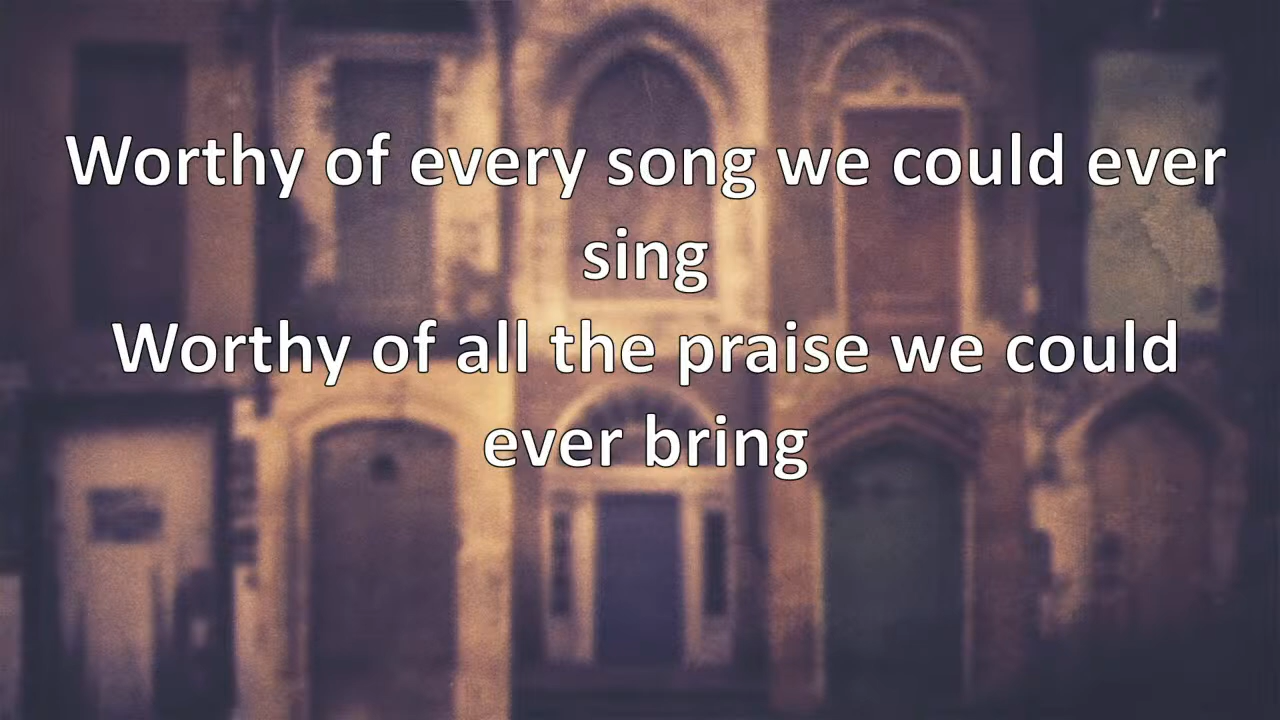 Worthy of every song we could ever
sing
Worthy of all the praise we could
ever bring